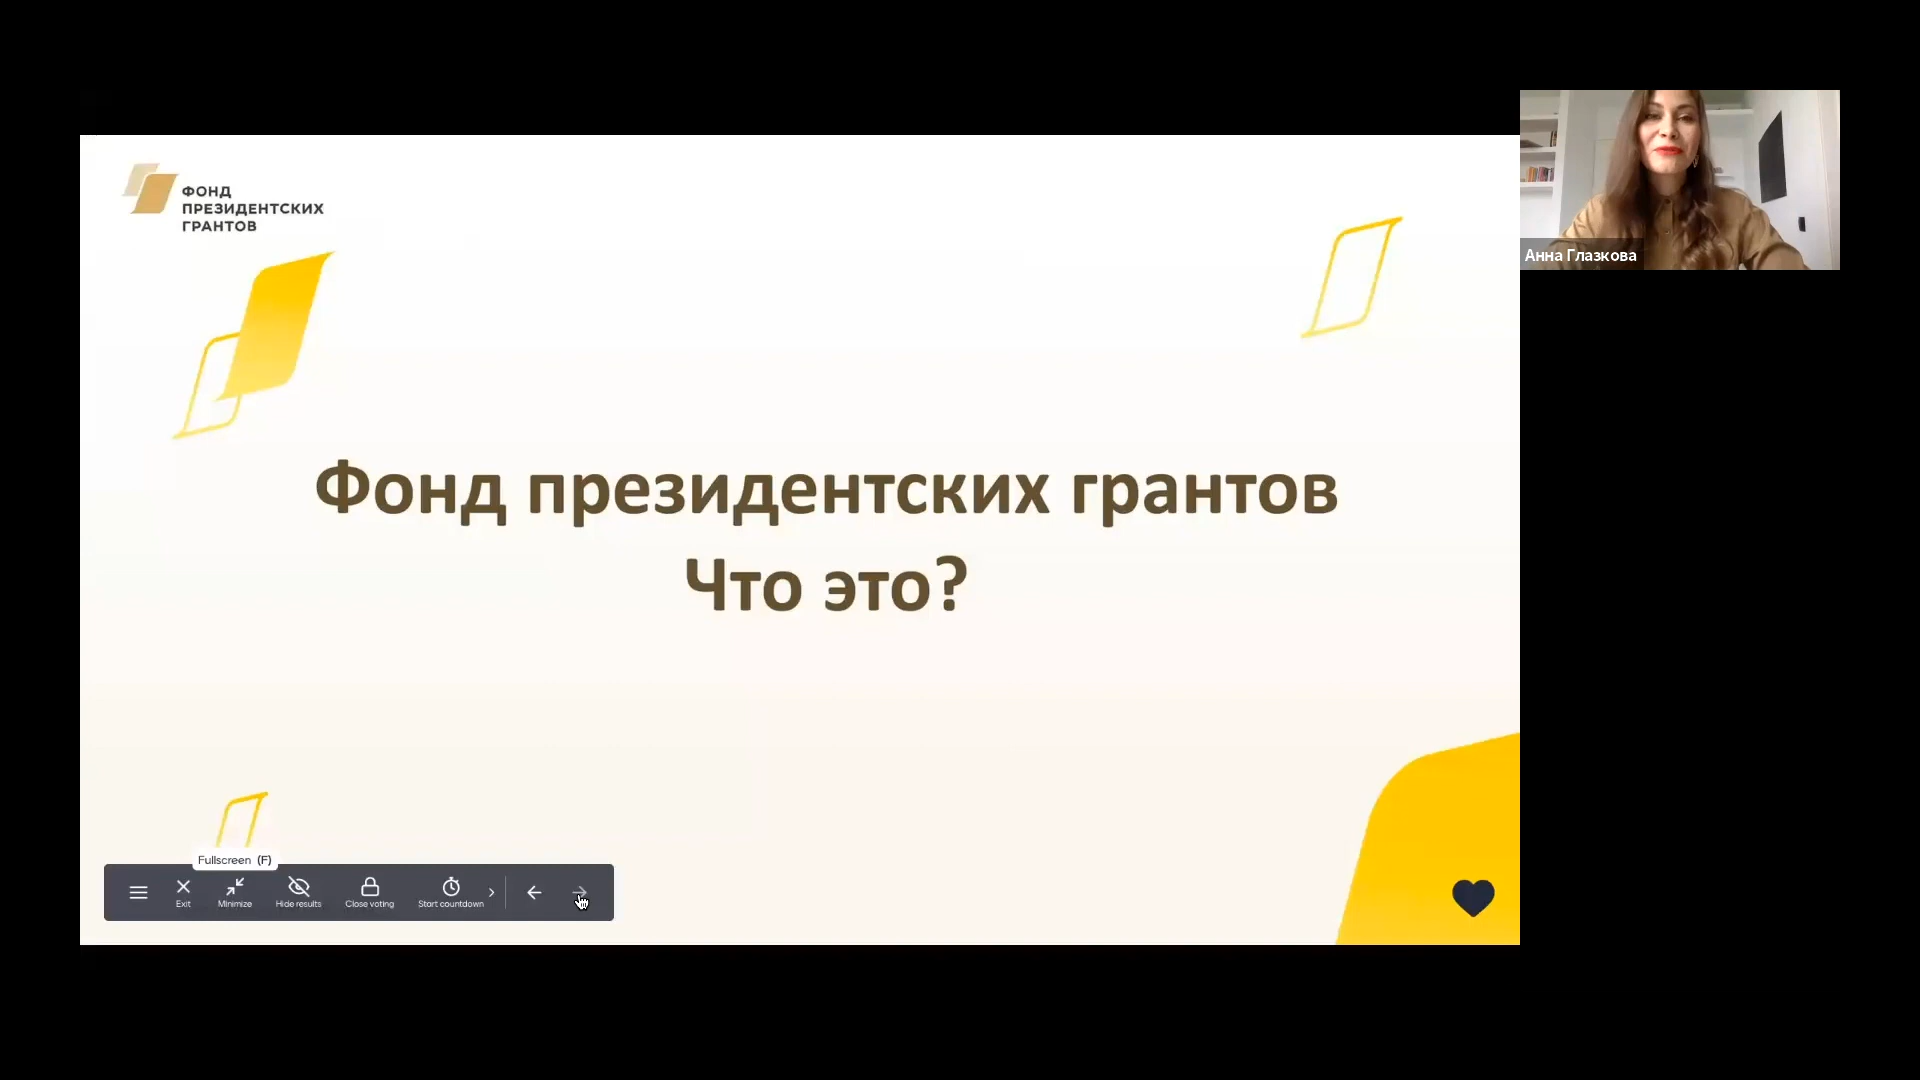 ФОНД
ПРЕЗИДЕНТСКИХ
ГРАНТОВ
Анна Глазкова
Фонд президентских грантов
Что это?
Fullscreen (F)
Exit
Minimize
Hide results
Close voting
Start countdown